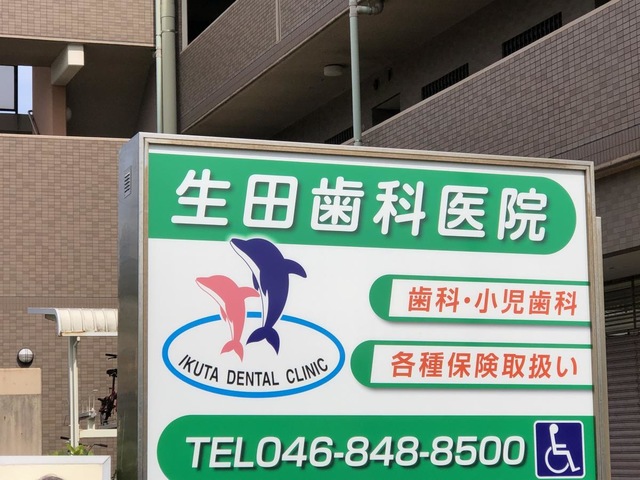 生田歯科医院
歯科・小児歯科
IKUTA DENTAL CLINIC
各種保険取扱い
TEL046-848-8500